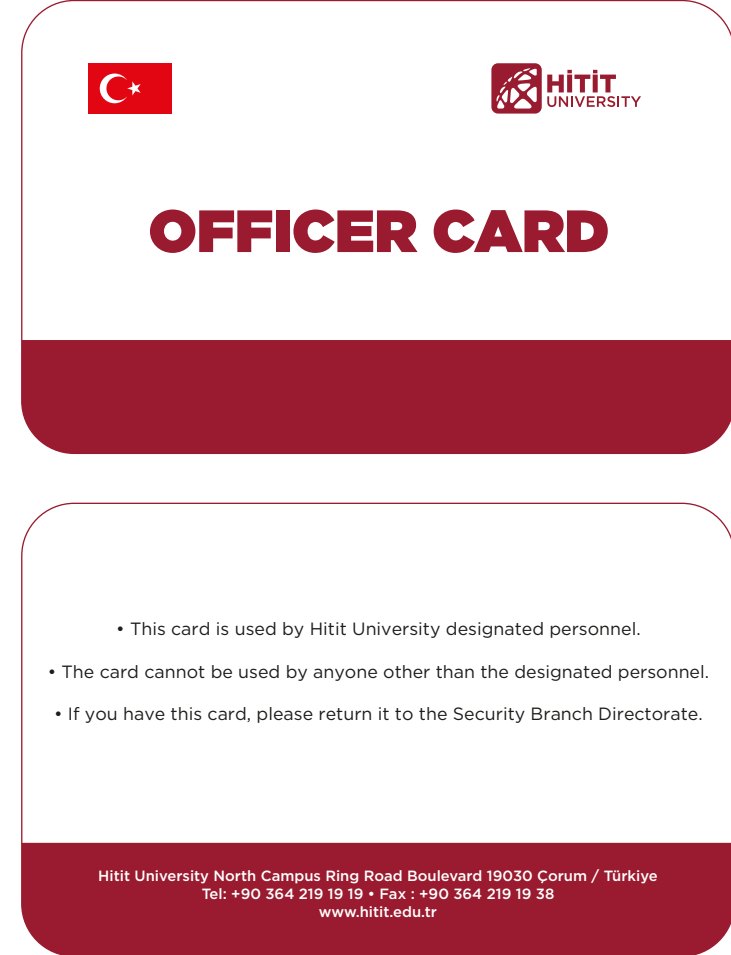 HİTİT
UNIVERSITY
OFFICER CARD
• This card is used by Hitit University designated personnel.
• The card cannot be used by anyone other than the designated personnel.
• If you have this card, please return it to the Security Branch Directorate.
Hitit University North Campus Ring Road Boulevard 19030 Çorum / Türkiye
Tel: +90 364 219 19 19 • Fax : +90 364 219 19 38
www.hitit.edu.tr